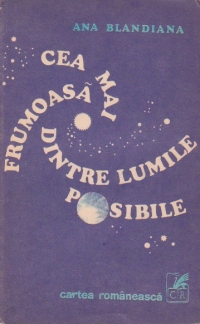 ANA BLANDIANA
CEA MAI
FRUMOASĂ
DINTRE LUMILE
POSIBILE
cartea românească
CR